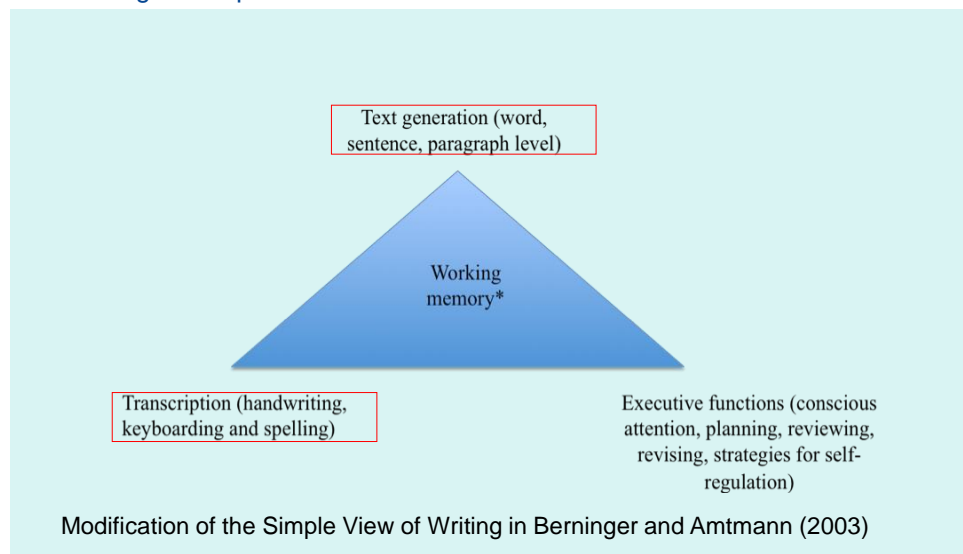 Text generation (word,
sentence, paragraph level)
Working
memory*
Transcription (handwriting,
keyboarding and spelling)
Executive functions (conscious
attention, planning, reviewing,
revising, strategies for self-
regulation)
Modification of the Simple View of Writing in Berninger and Amtmann (2003)